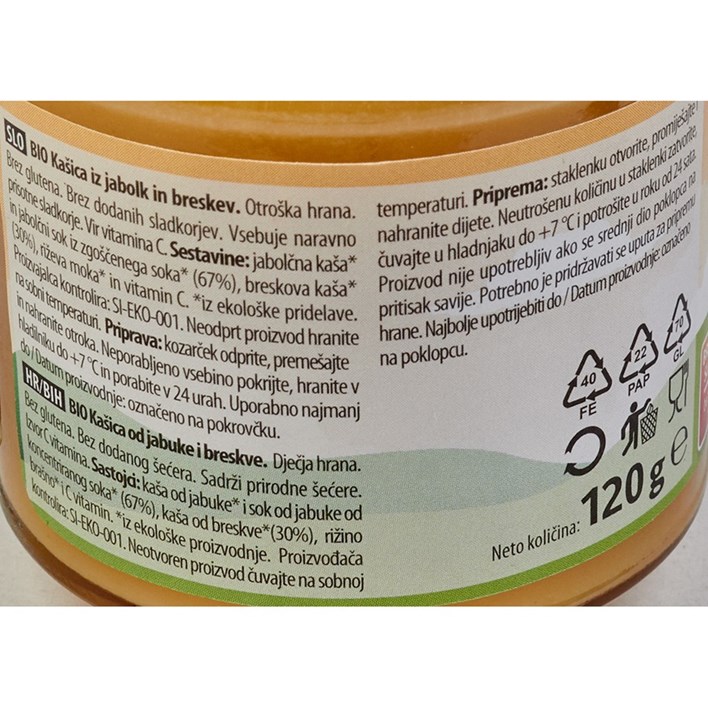 SLO BIO Kašica iz jabolk in breskev. Otroška hrana.
Brez glutena. Brez dodanih sladkorjev. Vsebuje naravno
prisotne sladkorje. Vir vitamina C. Sestavine: jabolčna kaša*
in jabolčni sok iz zgoščenega soka* (67%), breskova kaša*
(30%), riževa moka* in vitamin C. *iz ekološke pridelave.
Proizvajalca kontrolira: SI-EKO-001. Neodprt proizvod hranite
na sobni temperaturi. Priprava: kozarček odprite, premešajte
in nahranite otroka. Neporabljeno vsebino pokrijte, hranite v
hladilniku do +7 °C in porabite v 24 urah. Uporabno najmanj
do / Datum proizvodnje: označeno na pokrovčku.
HR/BIH BIO Kašica od jabuke i breskve. Dječja hrana.
Bez glutena. Bez dodanog šećera. Sadrži prirodne šećere.
Izvor C vitamina. Sastojci: kaša od jabuke* i sok od jabuke od
koncentriranog soka* (67%), kaša od breskve*(30%), rižino
brašno* i C vitamin. *iz ekološke proizvodnje. Proizvođača
kontrolira: SI-EKO-001. Neotvoren proizvod čuvajte na sobnoj
temperaturi. Priprema: staklenku otvorite, promiješajte i
nahranite dijete. Neutrošenu količinu u staklenki zatvorite,
čuvajte u hladnjaku do +7 °C i potrošite u roku od 24 sata.
Proizvod nije upotrebljiv ako se srednji dio poklopca na
pritisak savije. Potrebno je pridržavati se uputa za pripremu
hrane. Najbolje upotrijebiti do / Datum proizvodnje: označeno
na poklopcu.
40 22 70
FE PAP GL
Neto količina: 120 g e